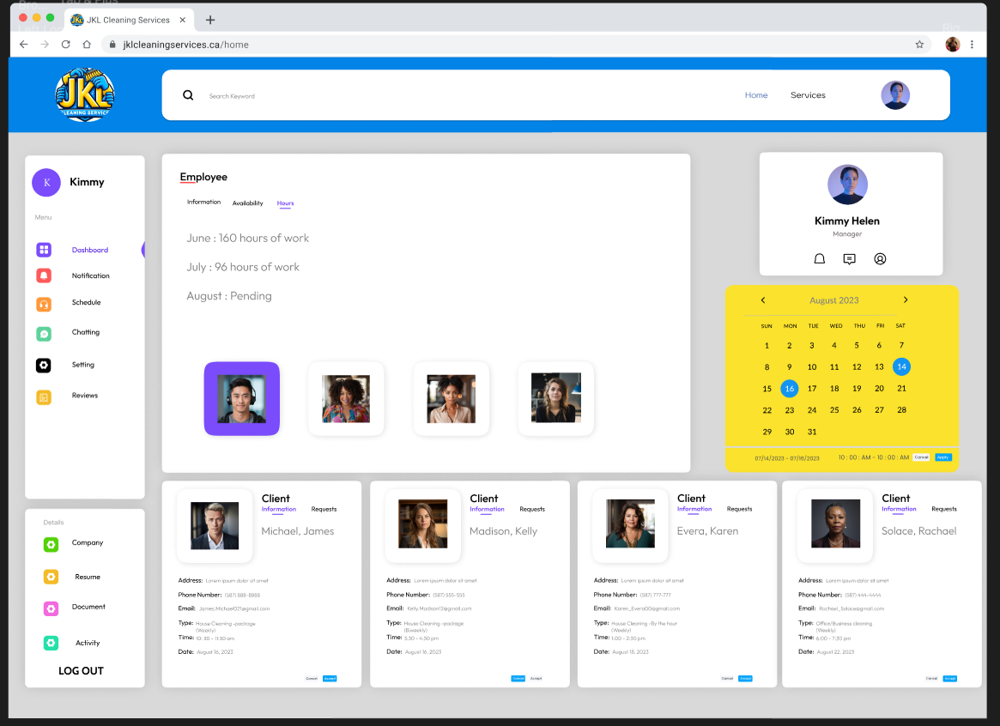 JKL Cleaning Services
jklcleaningservices.ca/home
JKL
CLEANING SERVICE
Search Keyword
Home
Services
K
Kimmy
Menu
Dashboard
Notification
Schedule
Chatting
Setting
Reviews
Details
Company
Resume
Document
Activity
LOG OUT
Employee
Information
Availability
Hours
June : 160 hours of work
July : 96 hours of work
August : Pending
Kimmy Helen
Manager
August 2023
SUN MON TUE WED THU FRI SAT
1 2 3 4 5 6 7
8 9 10 11 12 13 14
15 16 17 18 19 20 21
22 23 24 25 26 27 28
29 30 31
07/14/2023 - 07/16/2023
10 : 00 : AM - 10 : 00 : AM
Cancel
Apply
Client
Information
Requests
Michael, James
Address: Lorem ipsum dolor sit amet
Phone Number: (587) 988-8888
Email: James.Michael021@gmail.com
Type: House Cleaning -package
(Weekly)
Time: 10: 30 - 11:30 am
Date: August 16, 2023
Cancel
Accept
Client
Information
Requests
Madison, Kelly
Address: Lorem ipsum dolor sit amet
Phone Number: (587) 555-555
Email: Kelly.Madison12@gmail.com
Type: House Cleaning -package
(Biweekly)
Time: 3:30 - 4:30 pm
Date: August 16, 2023
Cancel
Accept
Client
Information
Requests
Evera, Karen
Address: Lorem ipsum dolor sit amet
Phone Number: (587) 777-777
Email: Karen_Evera00@gmail.com
Type: House Cleaning -By the hour
(Weekly)
Time: 1:00 - 2:30 pm
Date: August 18, 2023
Cancel
Accept
Client
Information
Requests
Solace, Rachael
Address: Lorem ipsum dolor sit amet
Phone Number: (587) 444-4444
Email: Rachael_Solace@gmail.com
Type: Office/Business cleaning
(Weekly)
Time: 6:00 - 7:30 pm
Date: August 22, 2023
Cancel
Accept